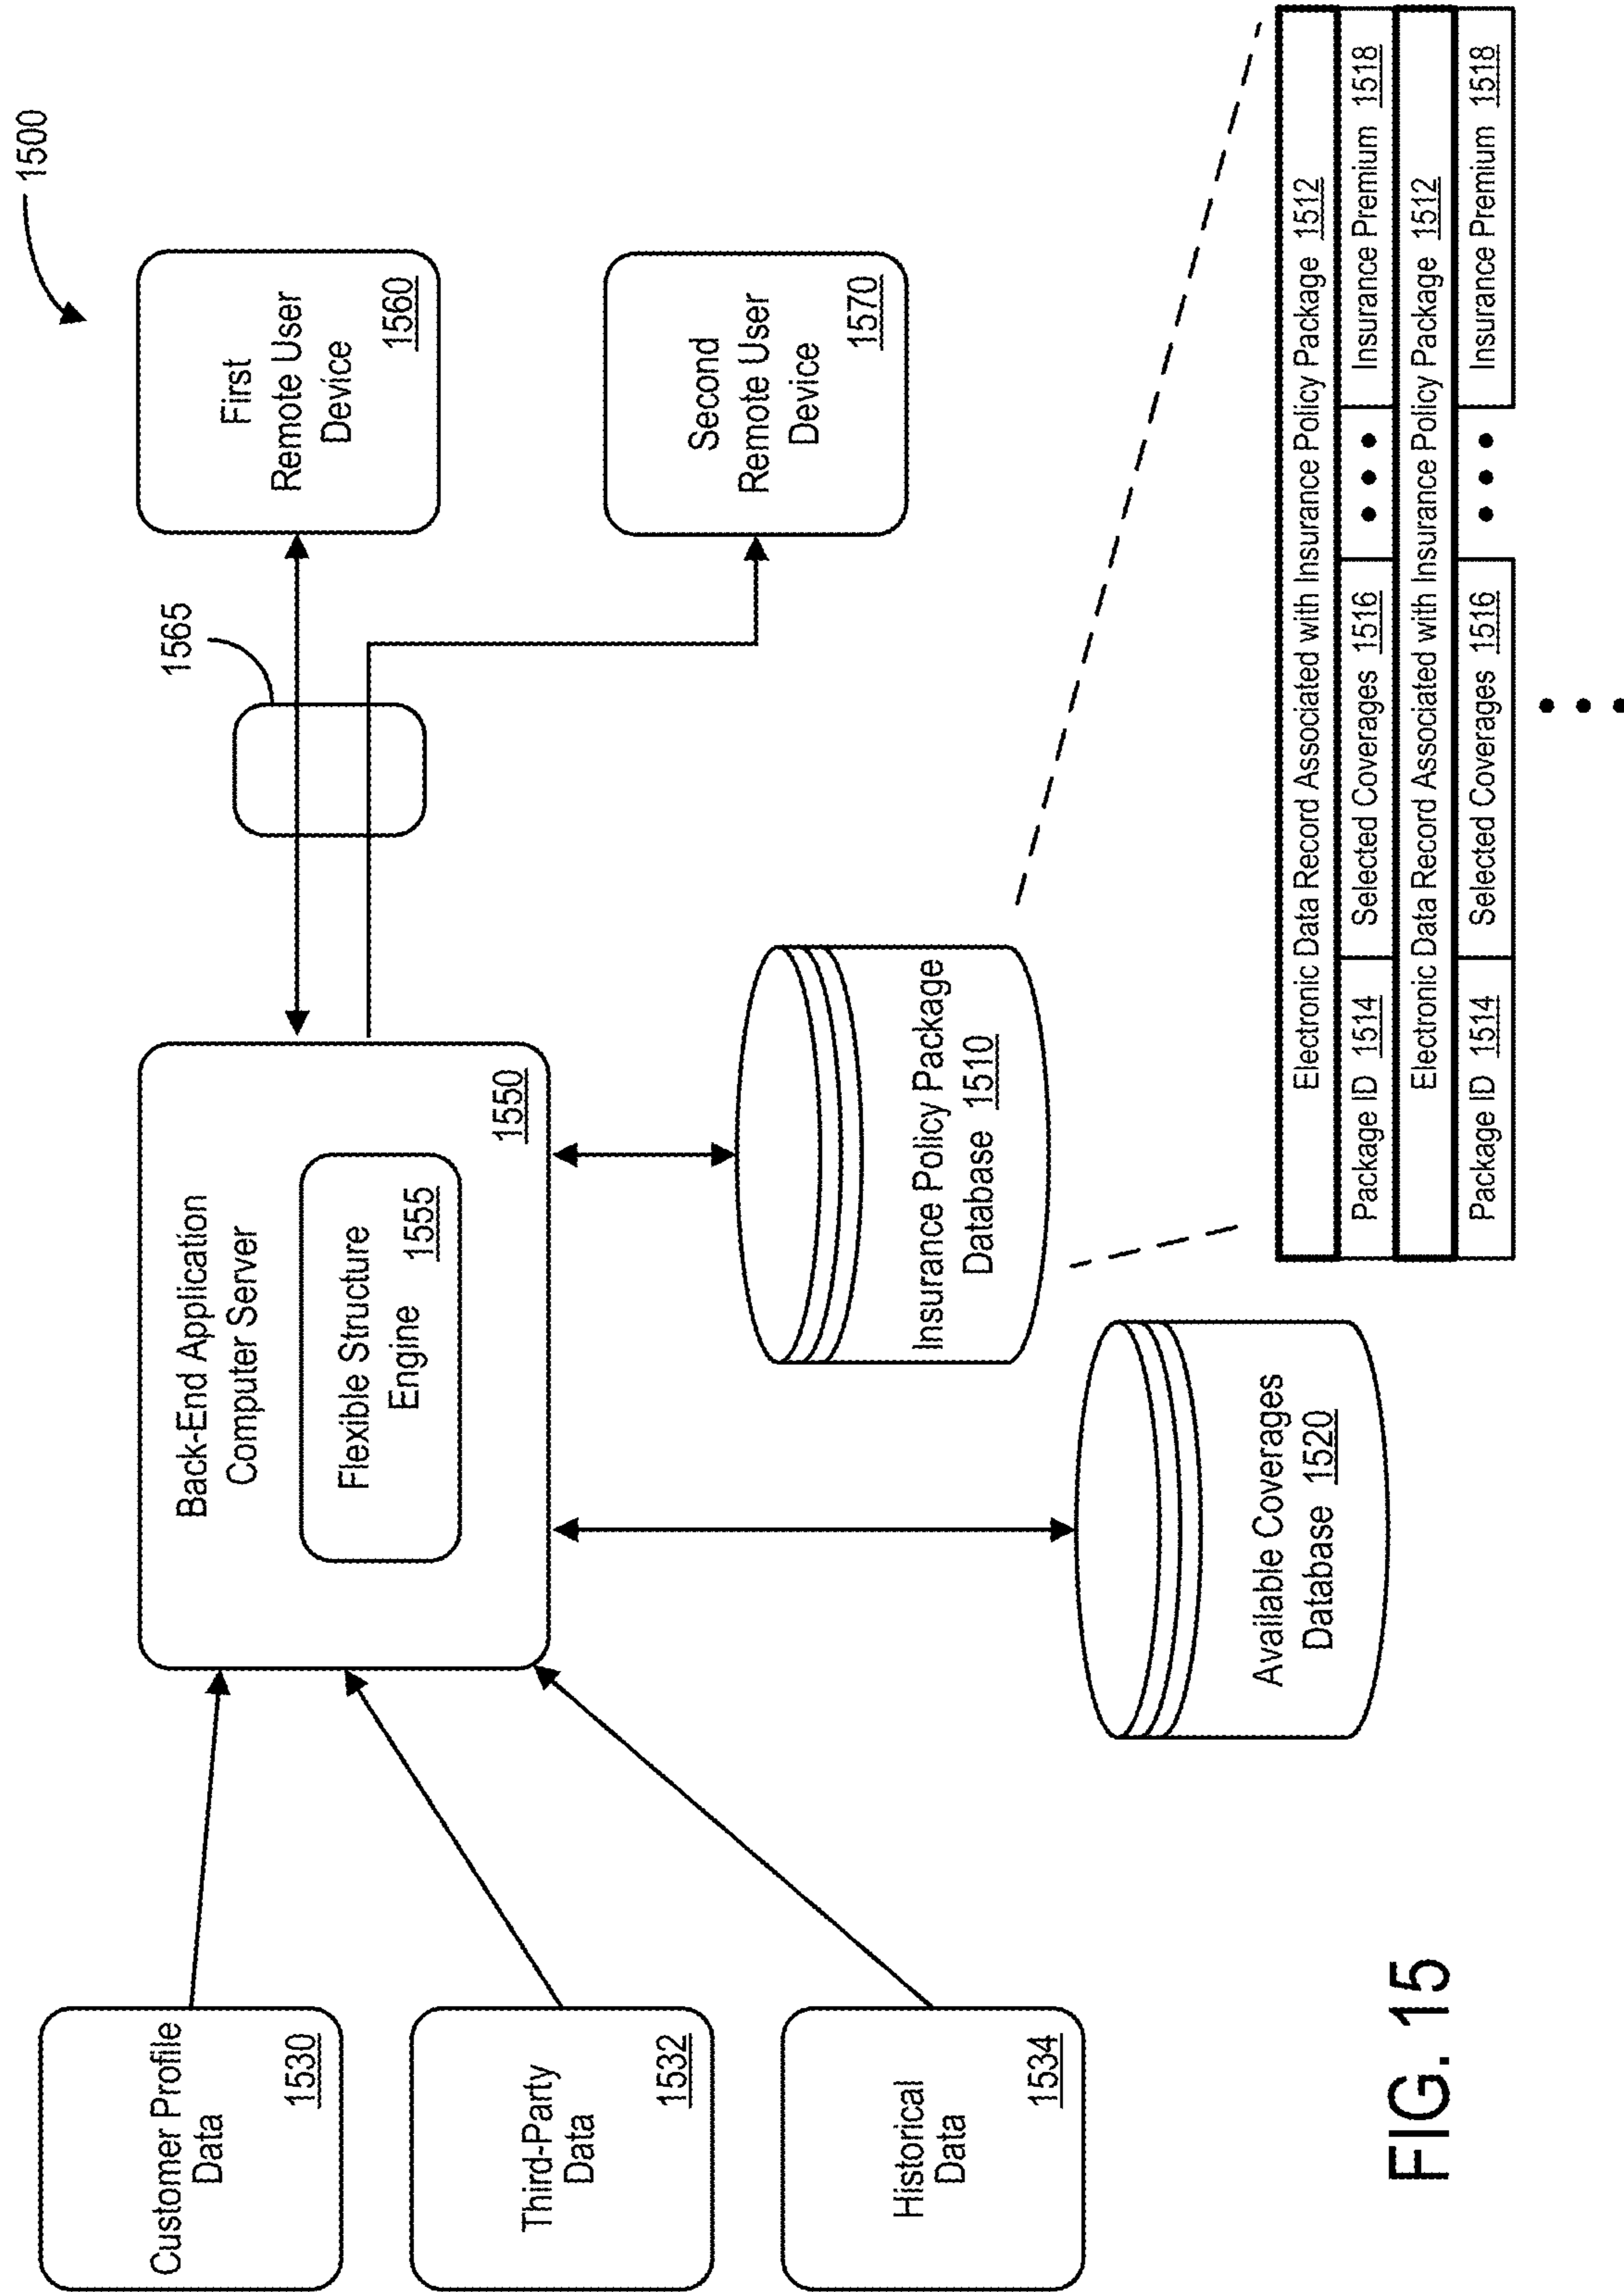 1500
Customer Profile
Data
1530
Third-Party
Data
1532
Historical
Data
1534
Back-End Application
Computer Server
Flexible Structure
Engine 1555
1550
1565
First
Remote User
Device
1560
Second
Remote User
Device
1570
Available Coverages
Database 1520
Insurance Policy Package
Database 1510
Electronic Data Record Associated with Insurance Policy Package 1512
Package ID 1514 Selected Coverages 1516 ● ● ● Insurance Premium 1518
Electronic Data Record Associated with Insurance Policy Package 1512
Package ID 1514 Selected Coverages 1516 ● ● ● Insurance Premium 1518
FIG. 15